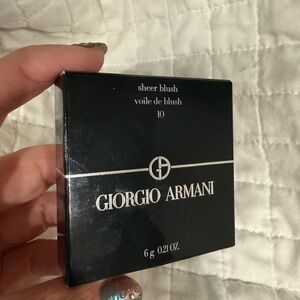 sheer blush
voile de blush
10
GIORGIO ARMANI
6 g 0.21 OZ.